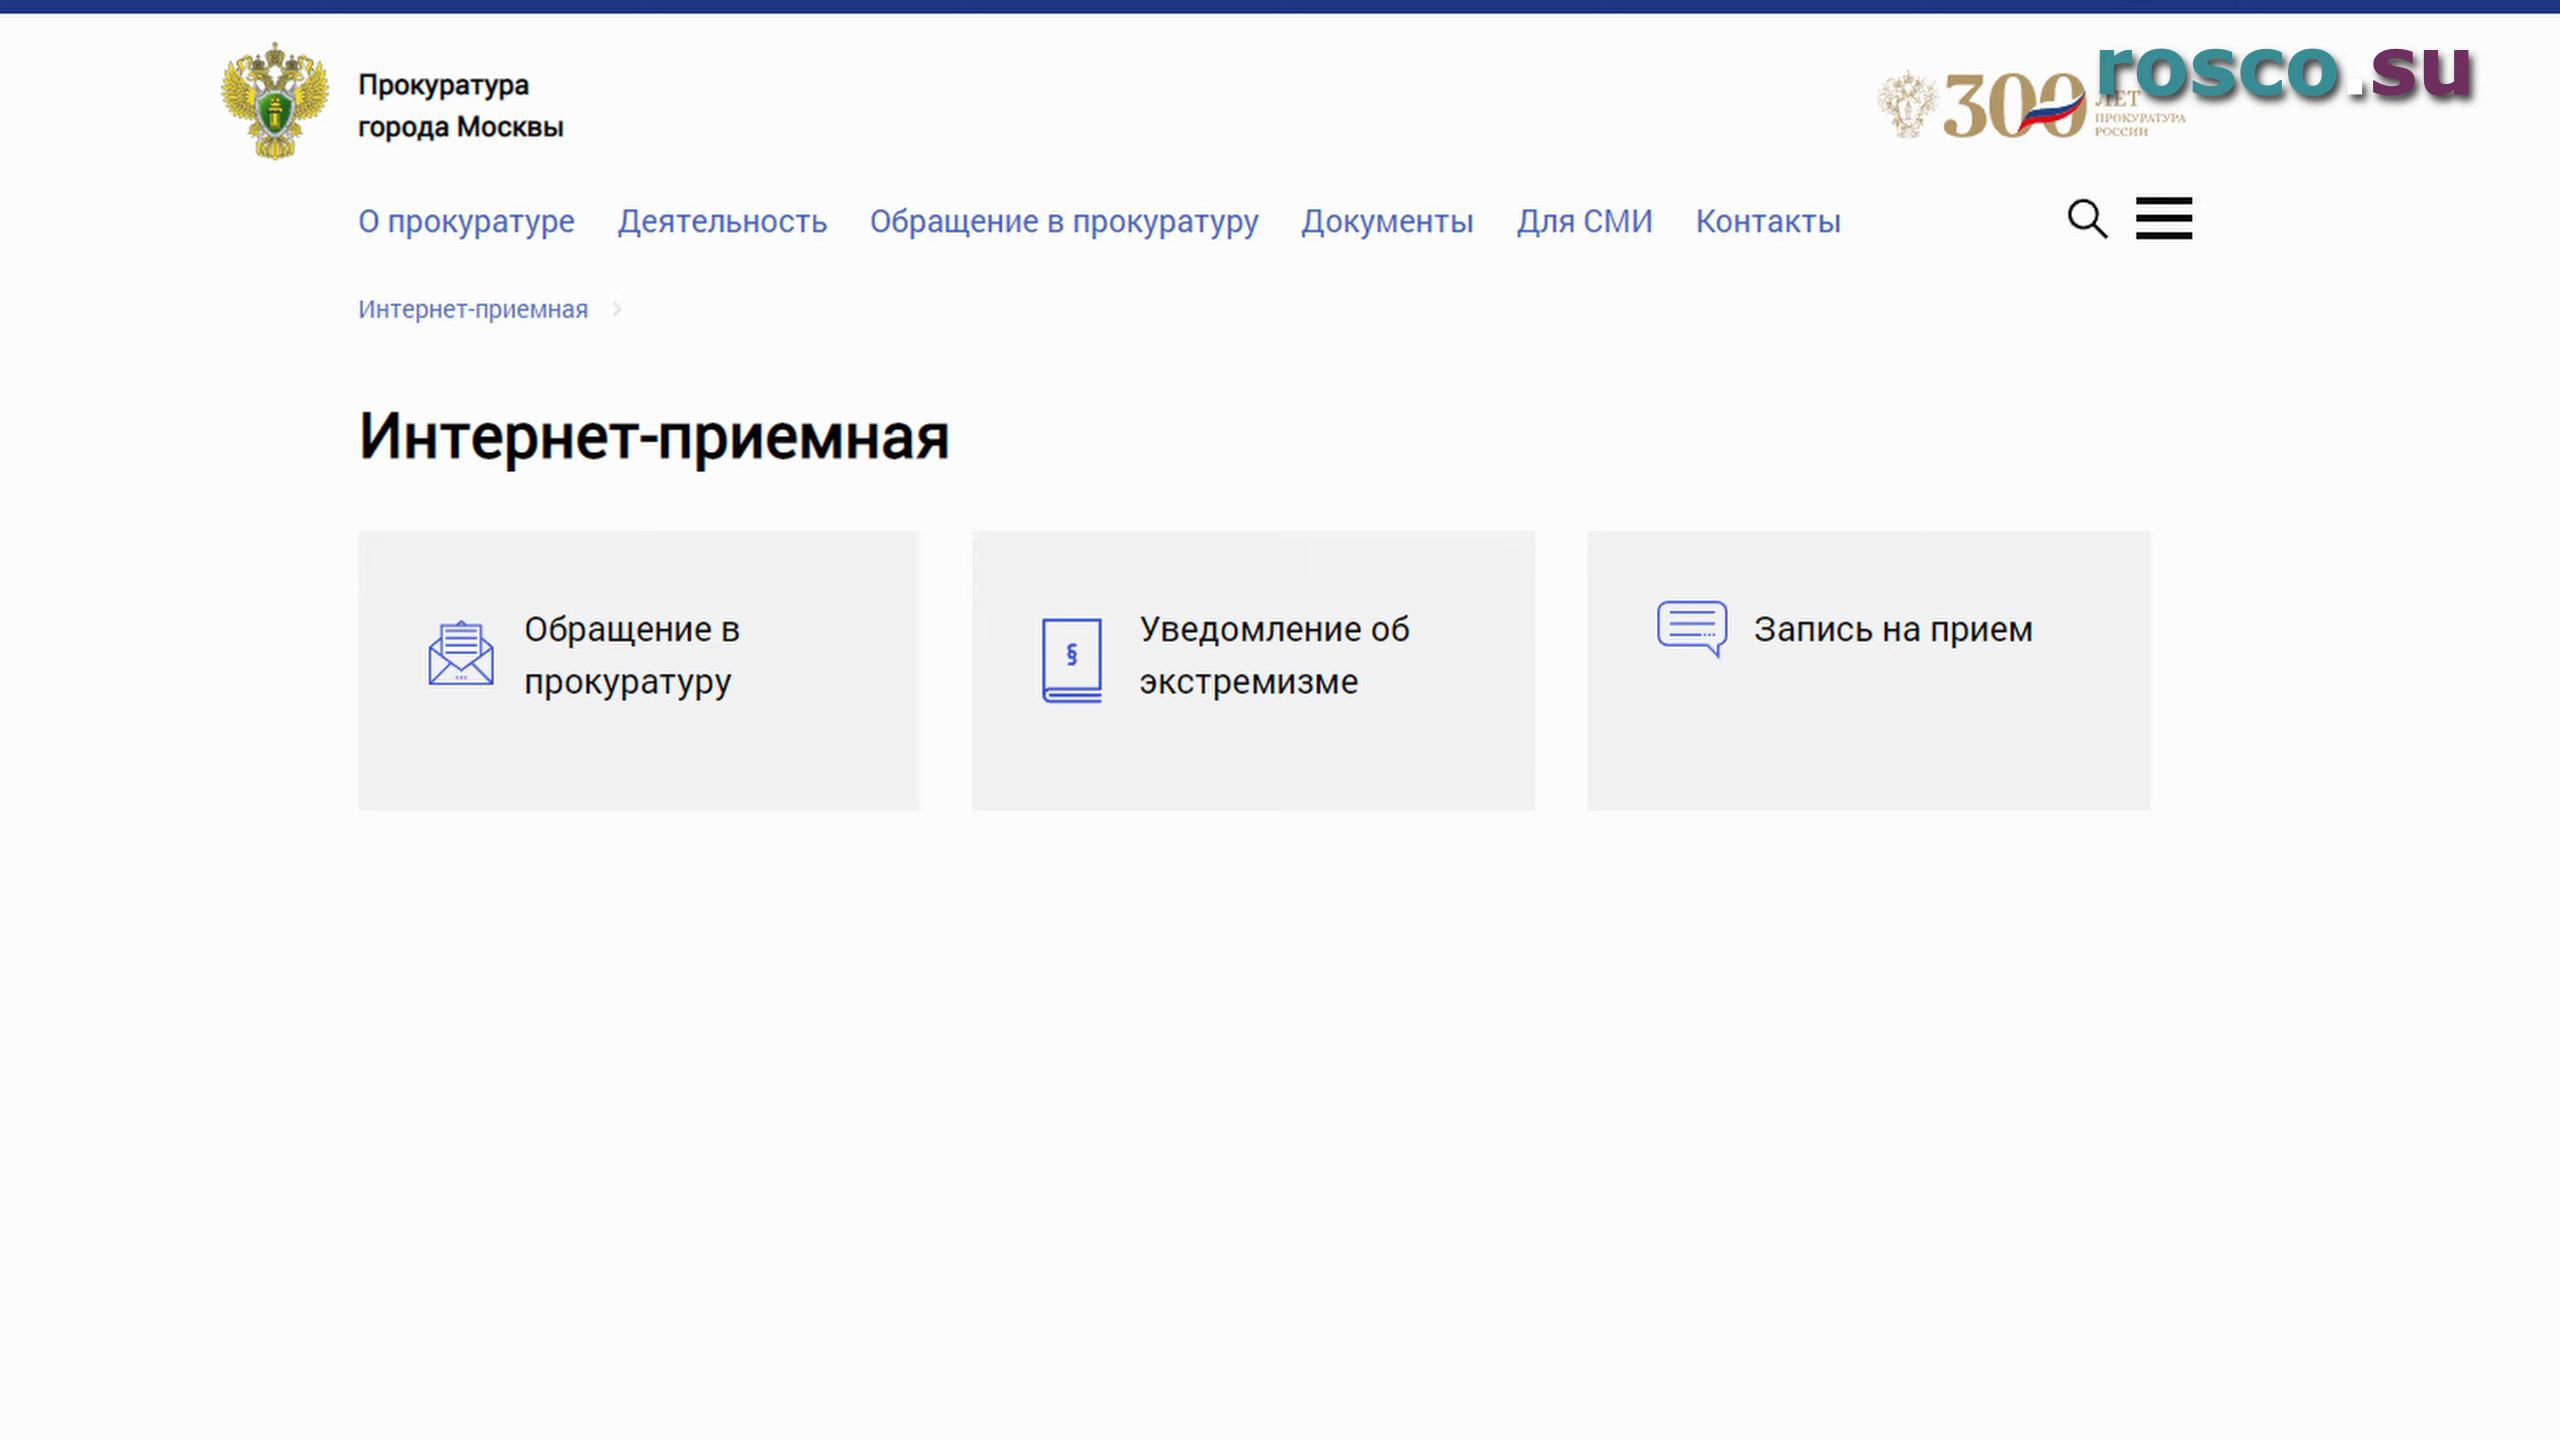 Прокуратура
города Москвы
300 ЛЕТ
ПРОКУРАТУРА
РОССИИ
rosco.su
О прокуратуре Деятельность Обращение в прокуратуру Документы Для СМИ Контакты
Интернет-приемная
Интернет-приемная
Обращение в
прокуратуру
§
Уведомление об
экстремизме
Запись на прием